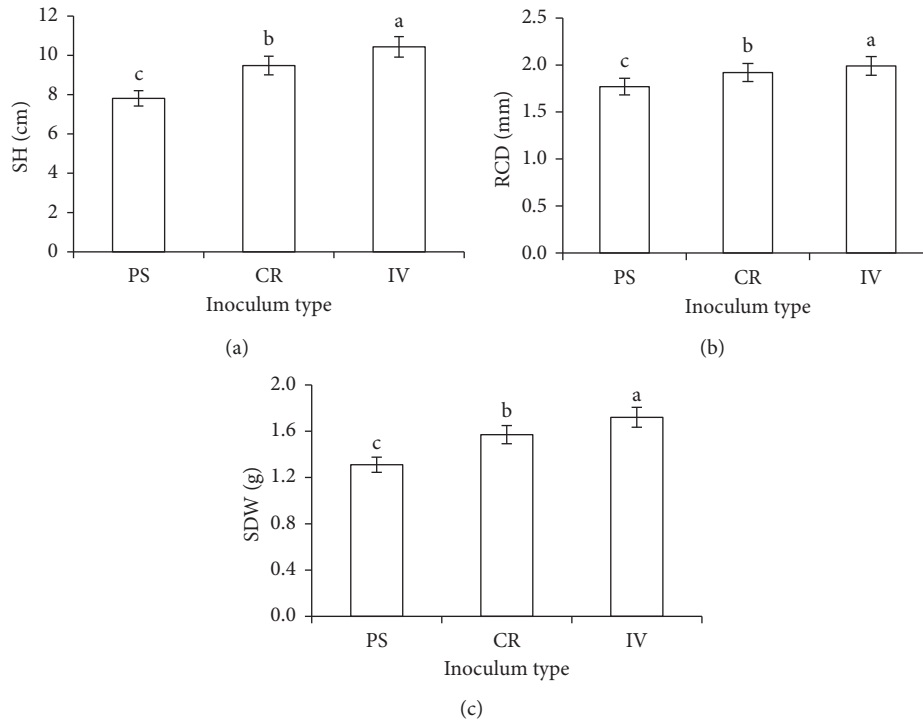 12
10
8
6
4
2
0
SH (cm)
c
b
a
PS CR IV
Inoculum type
(a)
2.5
2.0
1.5
1.0
0.5
0.0
RCD (mm)
c
b
a
PS CR IV
Inoculum type
(b)
2.0
1.6
1.2
0.8
0.4
0.0
SDW (g)
c
b
a
PS CR IV
Inoculum type
(c)